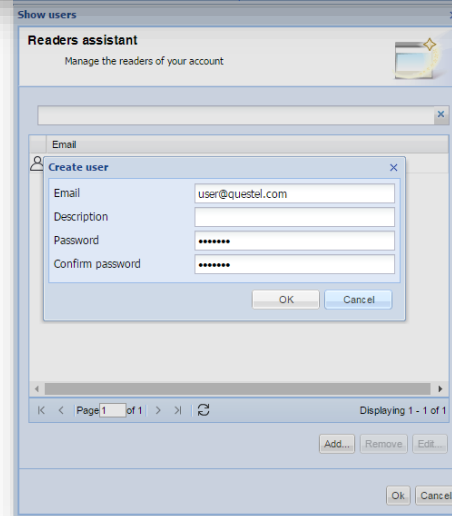 Show users
Readers assistant
Manage the readers of your account
Email
Create user
Email user@questel.com
Description
Password •••••••
Confirm password •••••••
OK Cancel
Page 1 of 1 Displaying 1 - 1 of 1
Add... Remove Edit...
Ok Cancel